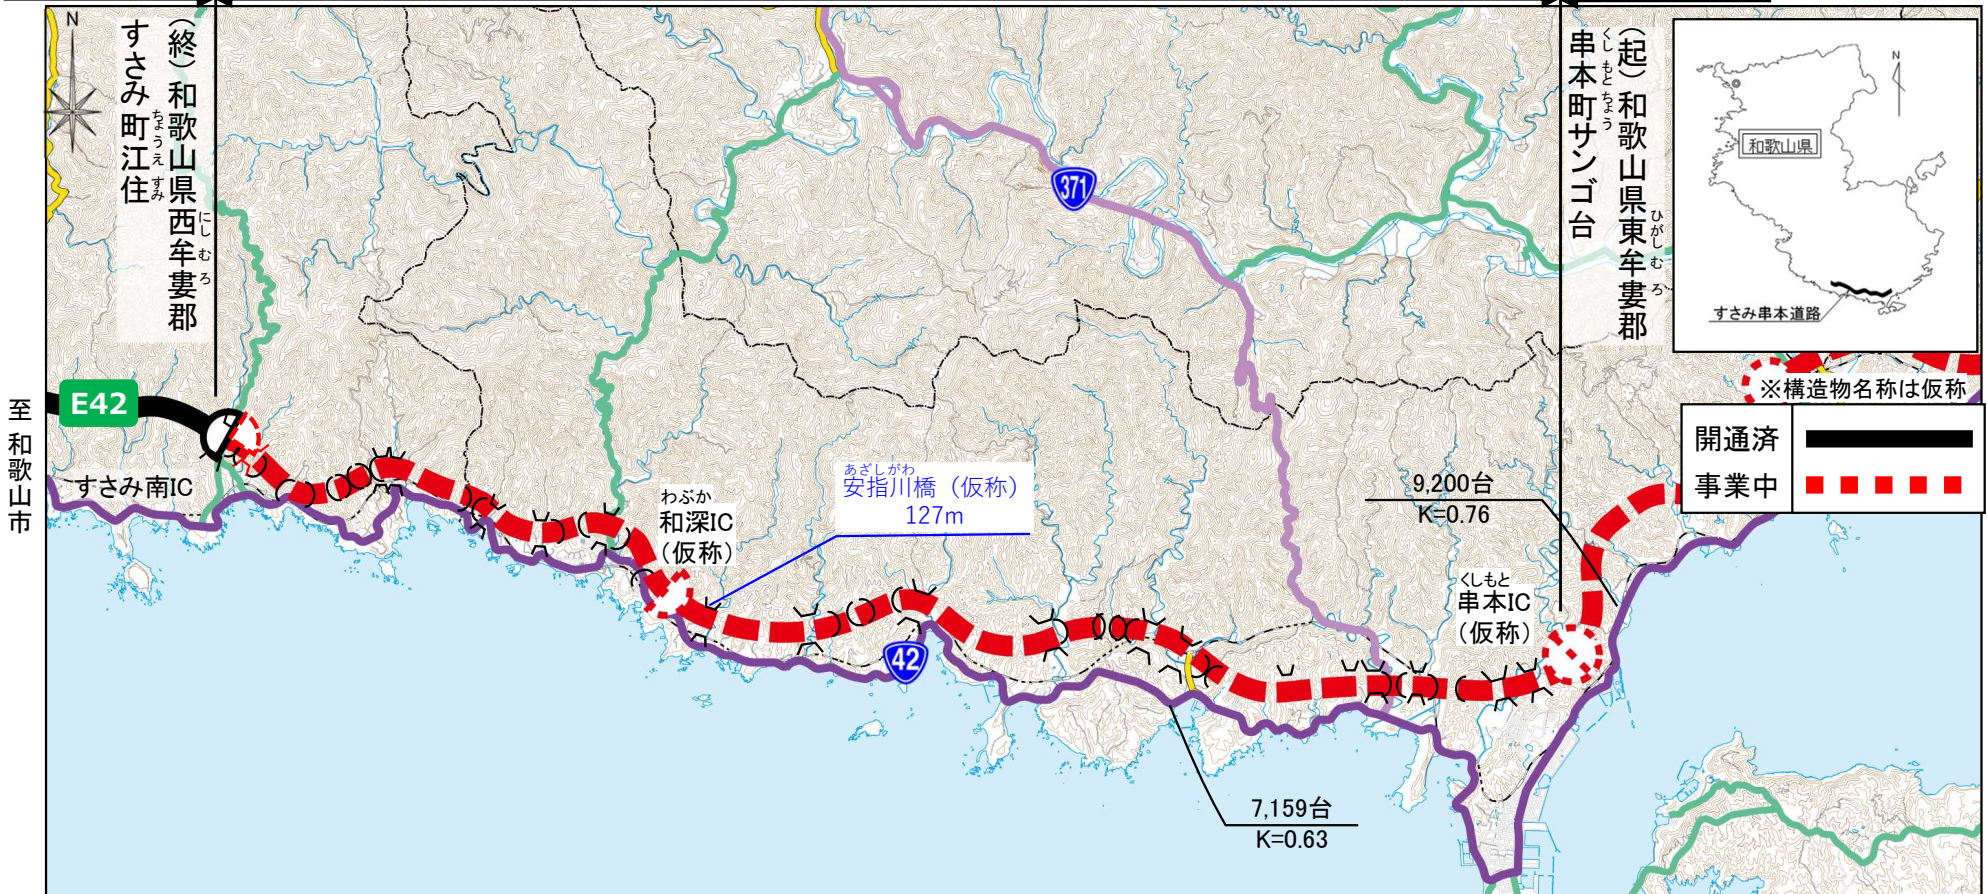 N
(終)和歌山県西牟婁郡
にしむろ
すさみ町江住
ちょうえすみ
(起)和歌山県東牟婁郡
ひがしむろ
串本町サンゴ台
くしもとちょう
N
和歌山県
すさみ串本道路
371
※構造物名称は仮称
開通済
事業中
至 和歌山市
E42
すさみ南IC
わぶか
和深IC
(仮称)
あざしがわ
安指川橋(仮称)
127m
9,200台
K=0.76
くしもと
串本IC
(仮称)
42
7,159台
K=0.63